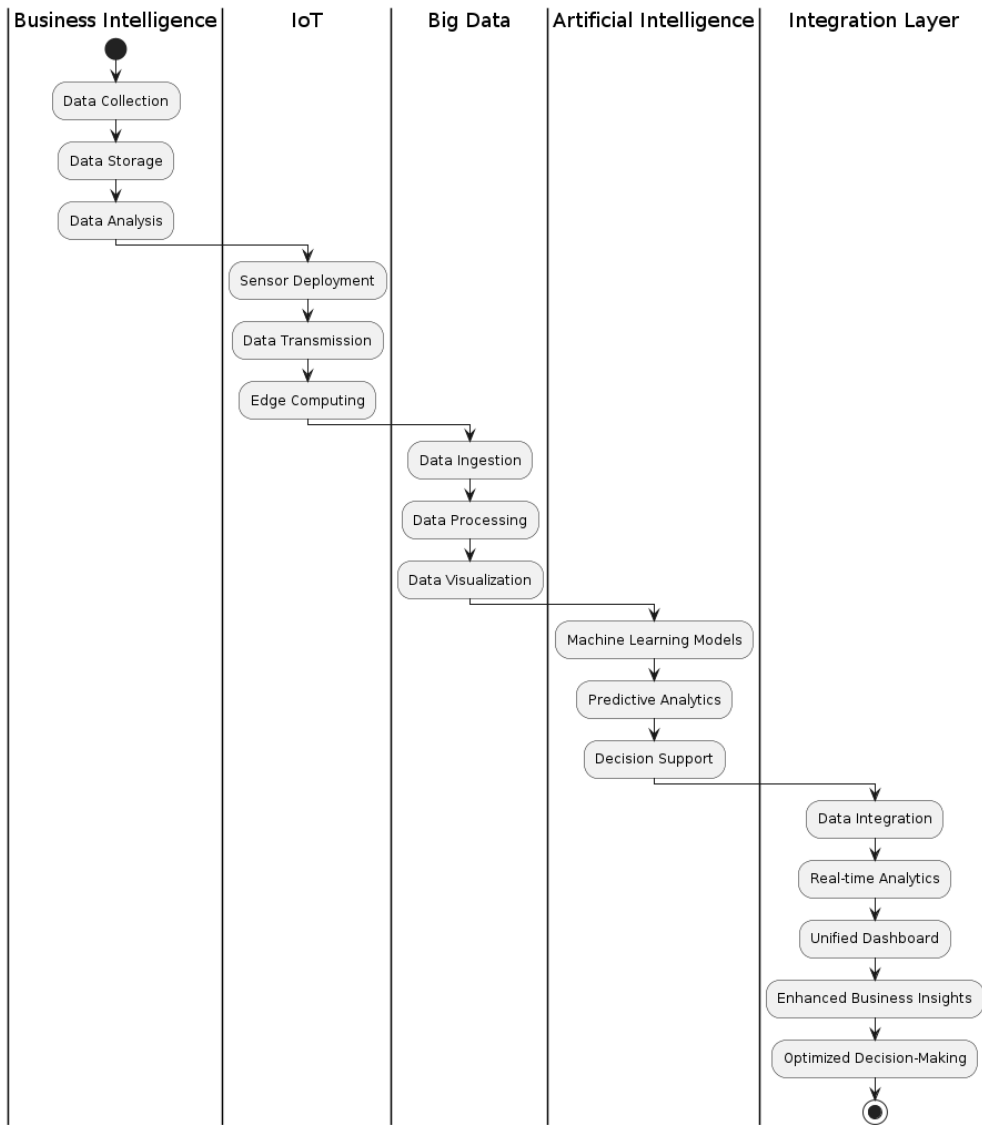 Business Intelligence
IoT
Big Data
Artificial Intelligence
Integration Layer
Data Collection
Data Storage
Data Analysis
Sensor Deployment
Data Transmission
Edge Computing
Data Ingestion
Data Processing
Data Visualization
Machine Learning Models
Predictive Analytics
Decision Support
Data Integration
Real-time Analytics
Unified Dashboard
Enhanced Business Insights
Optimized Decision-Making